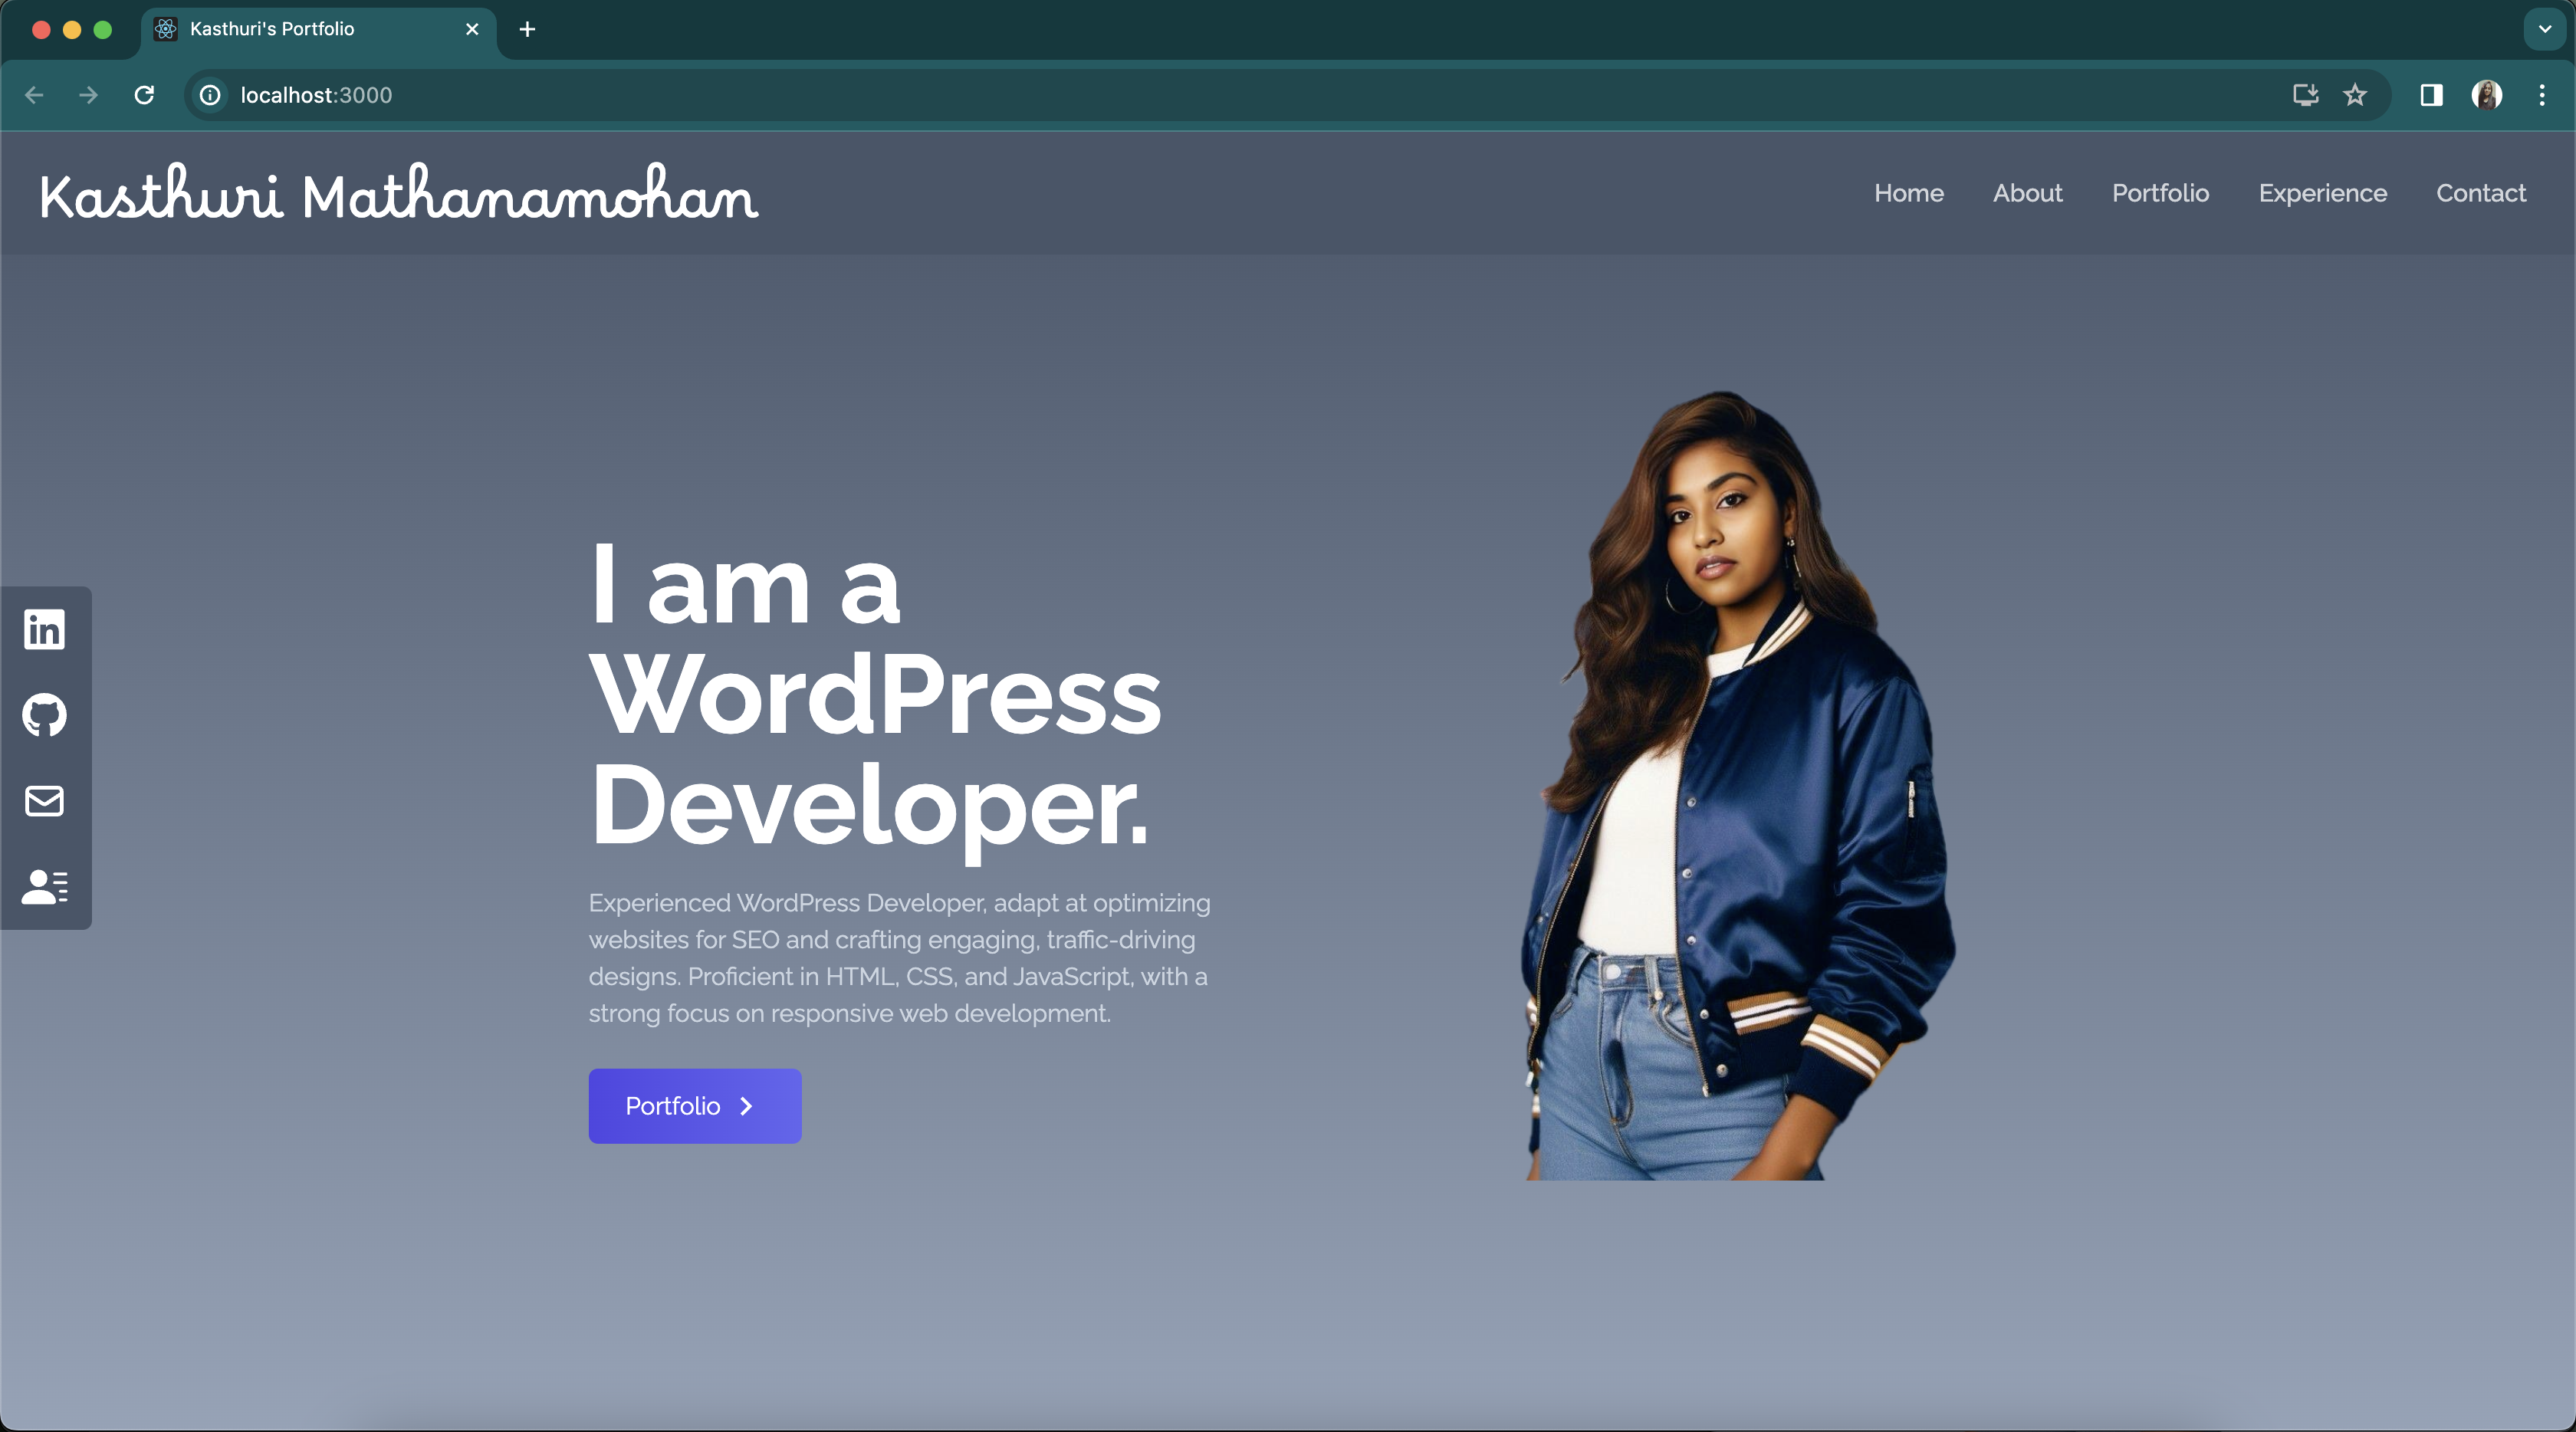 Kasthuri's Portfolio
localhost:3000
Kasthuri Mathanamohan
Home About Portfolio Experience Contact
I am a
WordPress
Developer.
Experienced WordPress Developer, adapt at optimizing
websites for SEO and crafting engaging, traffic-driving
designs. Proficient in HTML, CSS, and JavaScript, with a
strong focus on responsive web development.
Portfolio
in